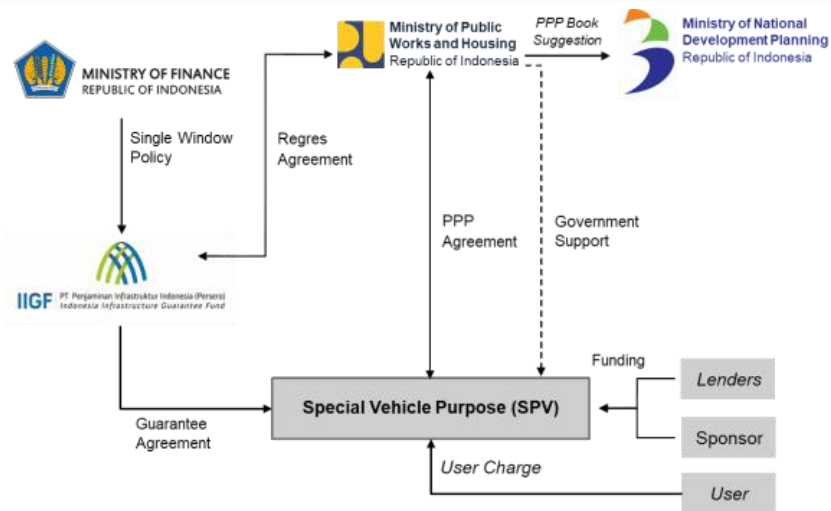 MINISTRY OF FINANCE
REPUBLIC OF INDONESIA
Ministry of Public
Works and Housing
Republic of Indonesia
PPP Book
Suggestion
Ministry of National
Development Planning
Republic of Indonesia
Single Window
Policy
Regres
Agreement
PPP
Agreement
Government
Support
IIGF
PT Penjaminan Infrastruktur Indonesia (Persero)
Indonesia Infrastructure Guarantee Fund
Funding
Lenders
Special Vehicle Purpose (SPV)
Guarantee
Agreement
Sponsor
User Charge
User